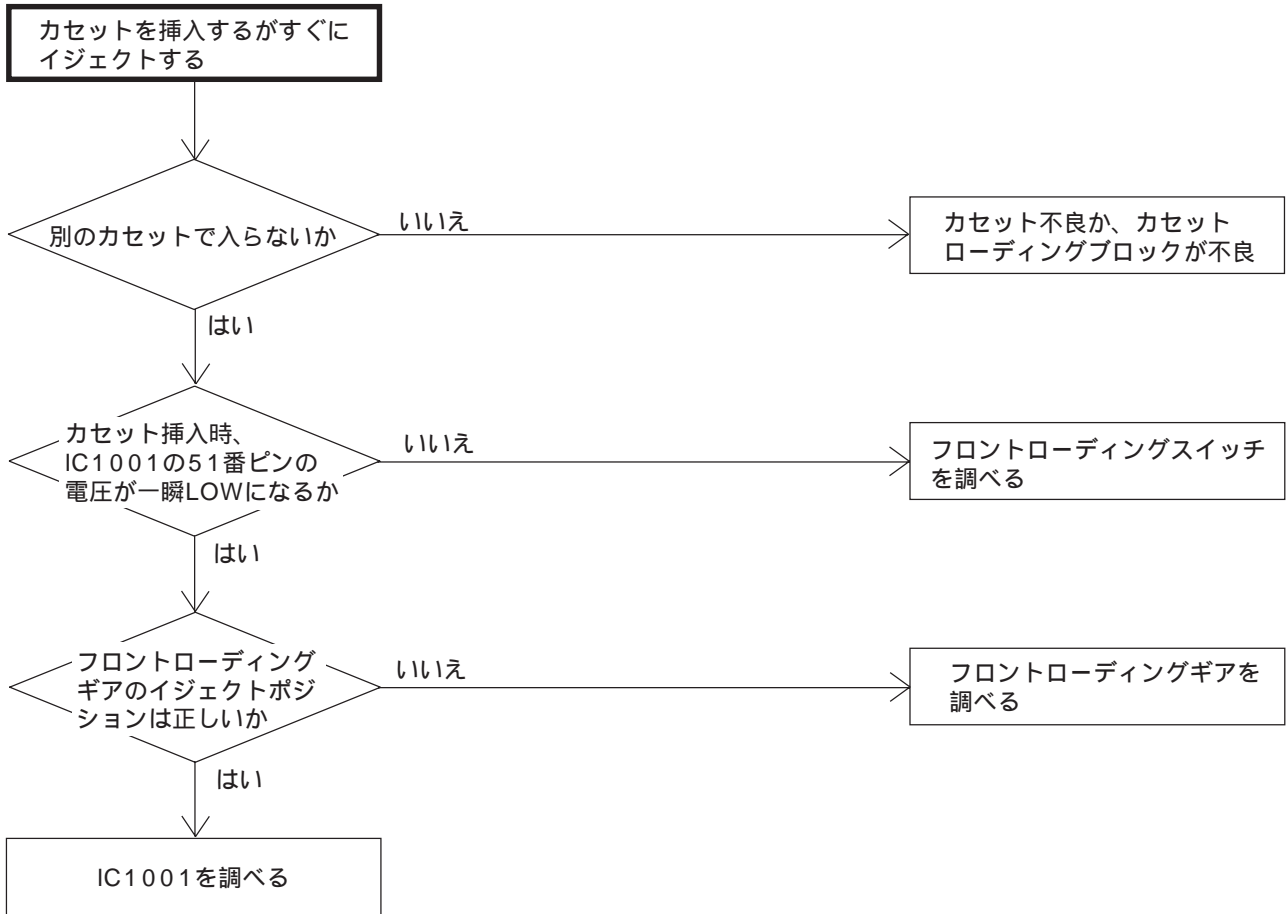 カセットを挿入するがすぐに
イジェクトする
別のカセットで入らないか
いいえ
カセット不良か、カセット
ローディングブロックが不良
はい
カセット挿入時、
IC1001の51番ピンの
電圧が一瞬LOWになるか
いいえ
フロントローディングスイッチ
を調べる
はい
フロントローディング
ギアのイジェクトポジ
ションは正しいか
いいえ
フロントローディングギアを
調べる
はい
IC1001を調べる